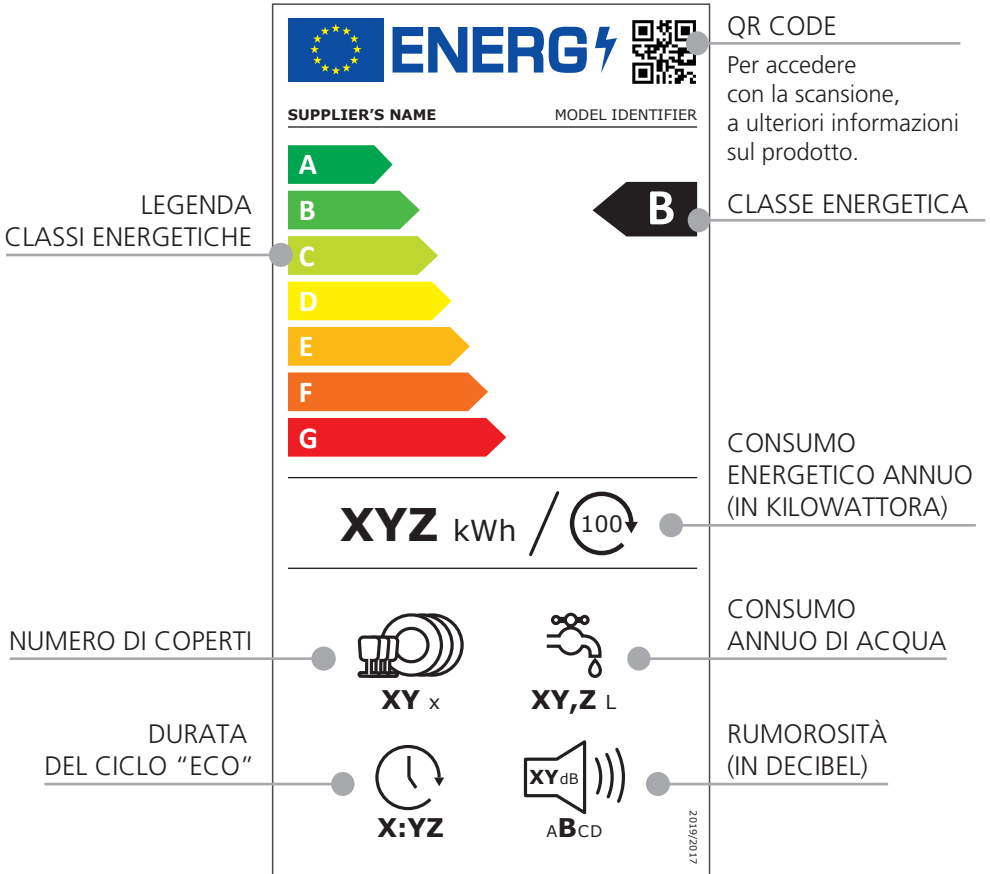 ENERG
QR CODE
Per accedere
con la scansione,
a ulteriori informazioni
sul prodotto.
SUPPLIER'S NAME MODEL IDENTIFIER
A
B
C
D
E
F
G
B
LEGENDA
CLASSI ENERGETICHE
CLASSE ENERGETICA
XYZ kWh / 100
CONSUMO
ENERGETICO ANNUO
(IN KILOWATTORA)
NUMERO DI COPERTI
XY x
XY,Z L
CONSUMO
ANNUO DI ACQUA
DURATA
DEL CICLO “ECO”
X:YZ
XY dB
ABCD
RUMOROSITÀ
(IN DECIBEL)
2019/2017